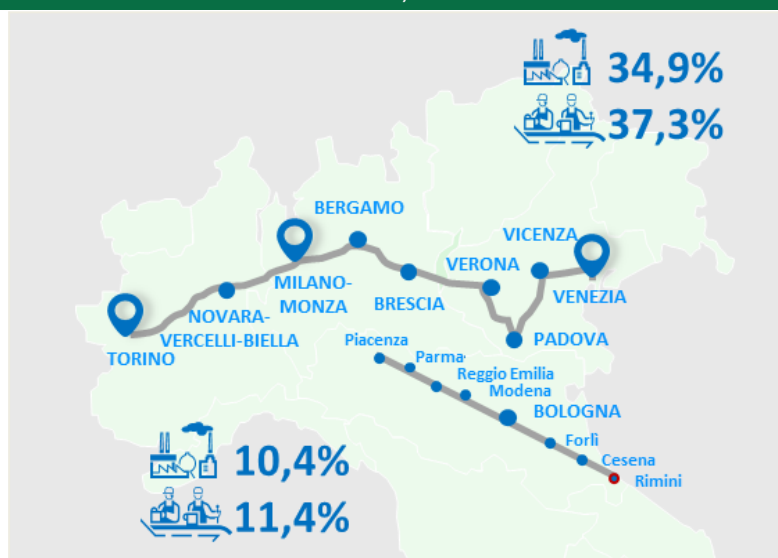 34,9%
37,3%
BERGAMO
VICENZA
VERONA
MILANO-
MONZA
BRESCIA
VENEZIA
NOVARA-
VERCELLI-BIELLA
TORINO
PADOVA
Piacenza
Parma
Reggio Emilia
Modena
BOLOGNA
Forlì
Cesena
Rimini
10,4%
11,4%